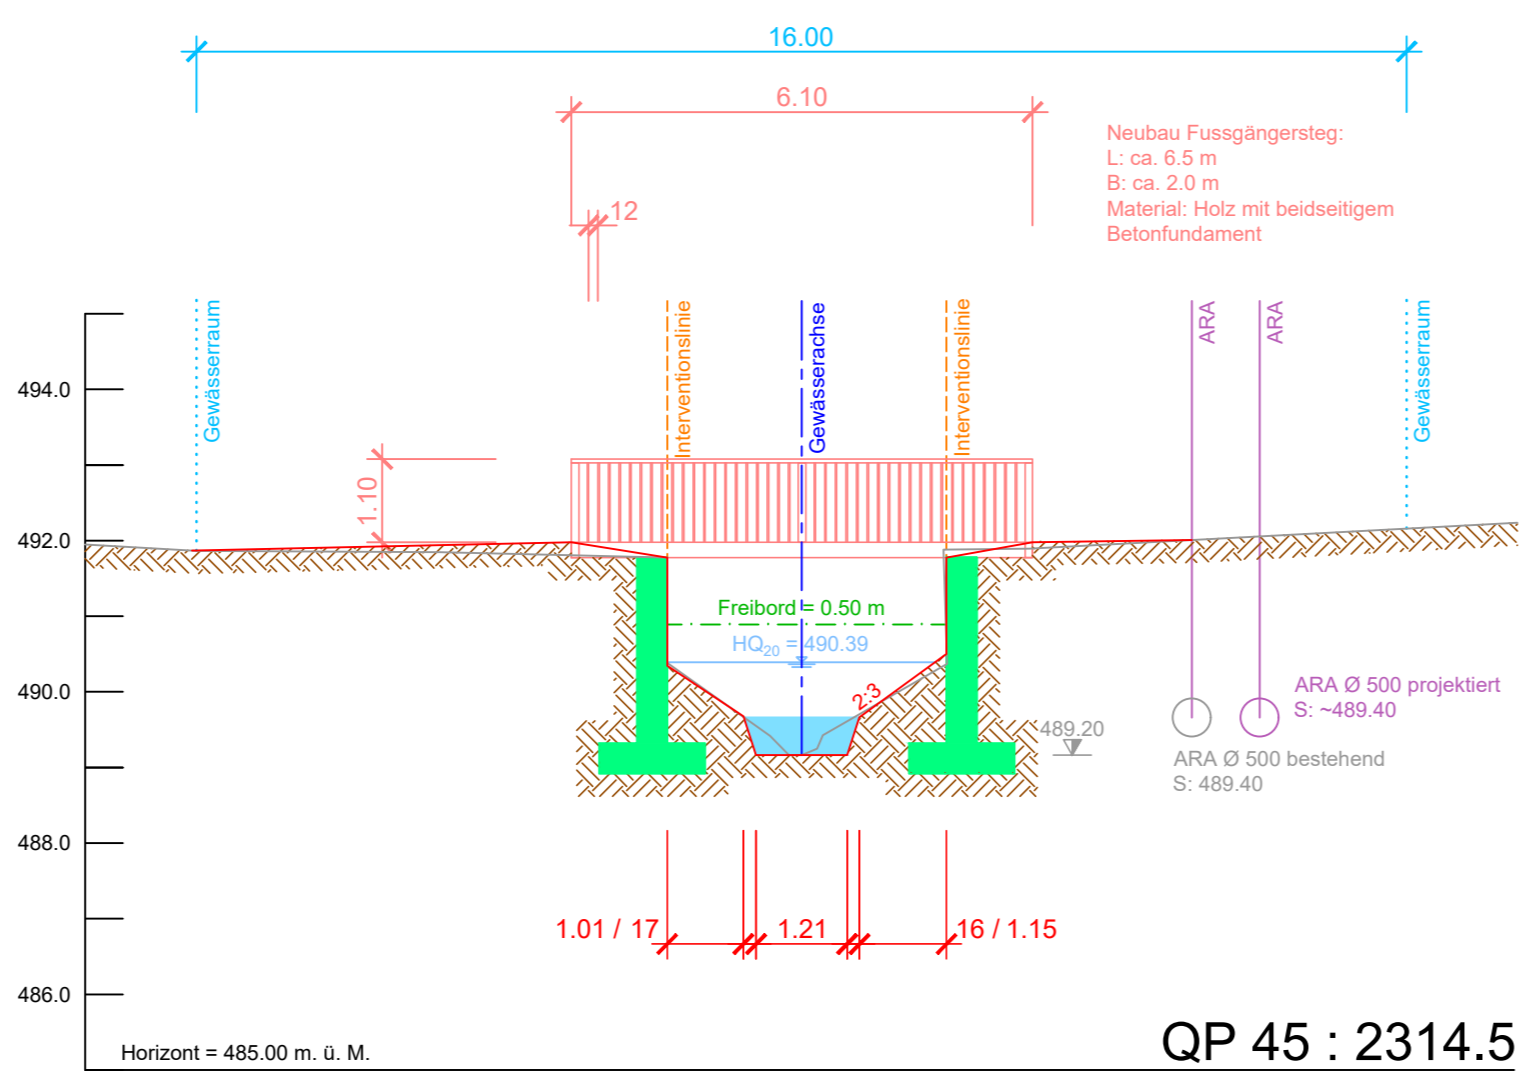 16.00
6.10
Neubau Fussgängersteg:
L: ca. 6.5 m
B: ca. 2.0 m
Material: Holz mit beidseitigem
Betonfundament
12
Gewässerraum
Interventionslinie
Gewässerachse
Interventionslinie
ARA
ARA
Gewässerraum
494.0
1.10
492.0
Freibord = 0.50 m
HQ20 = 490.39
490.0
2:3
ARA Ø 500 projektiert
S: ~489.40
489.20
ARA Ø 500 bestehend
S: 489.40
488.0
1.01 / 17
1.21
16 / 1.15
486.0
Horizont = 485.00 m. ü. M.
QP 45 : 2314.5